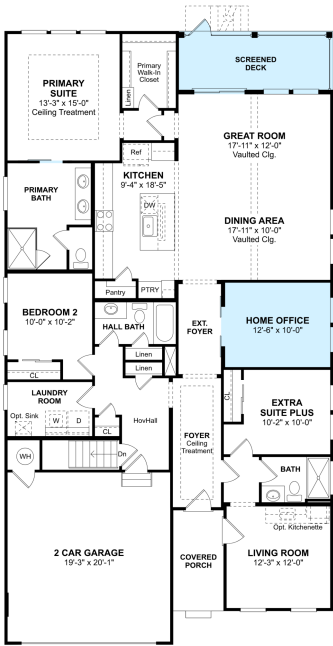 SCREENED
DECK
Primary
Walk-In
Closet
Linen
PRIMARY
SUITE
13'-3" x 15'-0"
Ceiling Treatment
GREAT ROOM
17'-11" x 12'-0"
Vaulted Clg.
Ref
KITCHEN
9'-4" x 18'-5"
DW
PRIMARY
BATH
DINING AREA
17'-11" x 10'-0"
Vaulted Clg.
Pantry
PTRY
BEDROOM 2
10'-0" x 10'-2"
HALL BATH
EXT.
FOYER
HOME OFFICE
12'-6" x 10'-0"
Linen
Linen
CL
CL
LAUNDRY
ROOM
Opt. Sink
W
D
CL
HovHall
FOYER
Ceiling
Treatment
EXTRA
SUITE PLUS
10'-2" x 10'-0"
WH
Dn
BATH
Opt. Kitchenette
2 CAR GARAGE
19'-3" x 20'-1"
COVERED
PORCH
LIVING ROOM
12'-3" x 12'-0"